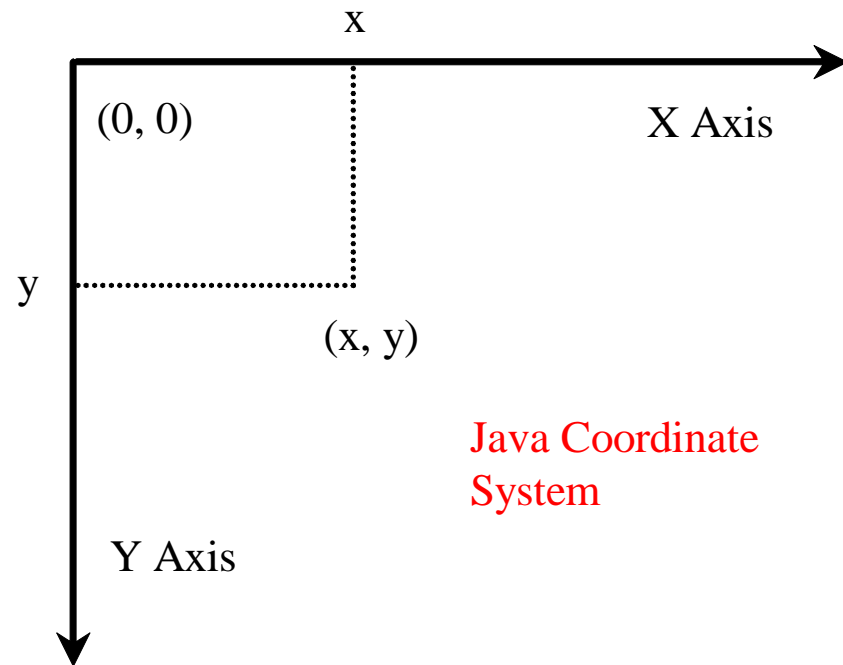 x
(0, 0)
X Axis
y
(x, y)
Java Coordinate
System
Y Axis